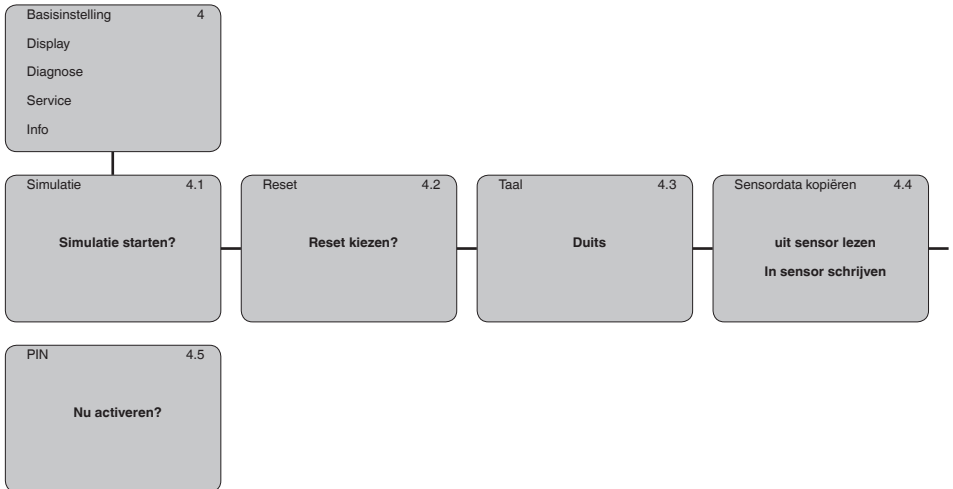 Basisinstelling 4
Display
Diagnose
Service
Info
Simulatie 4.1
Simulatie starten?
Reset 4.2
Reset kiezen?
Taal 4.3
Duits
Sensordata kopiëren 4.4
uit sensor lezen
In sensor schrijven
PIN 4.5
Nu activeren?